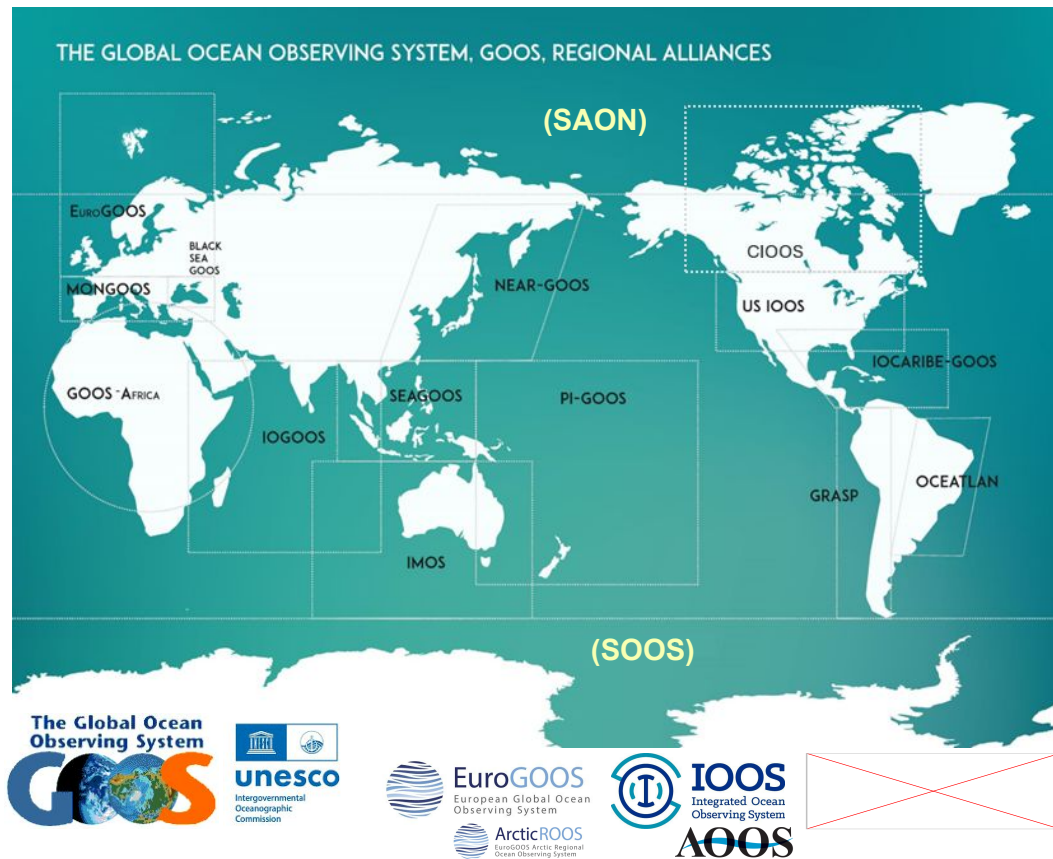 THE GLOBAL OCEAN OBSERVING SYSTEM, GOOS, REGIONAL ALLIANCES
(SAON)
EUROGOOS
BLACK
SEA
GOOS
CIOOS
MONGOOS
NEAR-GOOS
US IOOS
IOCARIBE-GOOS
GOOS-AFRICA
SEAGOOS
PI-GOOS
IOGOOS
OCEATLAN
GRASP
IMOS
(SOOS)
The Global Ocean
Observing System
GOOS
unesco
Intergovernmental
Oceanographic
Commission
EuroGOOS
European Global Ocean
Observing System
ArcticROOS
EuroGOOS Arctic Regional
Ocean Observing System
IOOS
Integrated Ocean
Observing System
AOOS